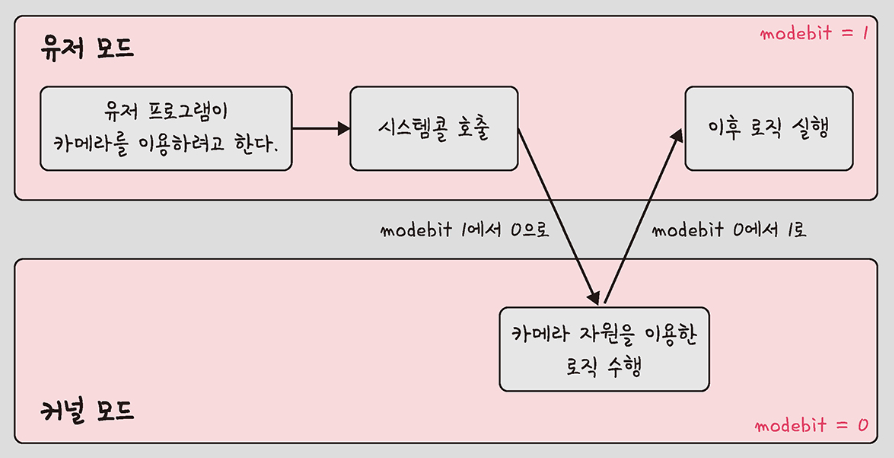 유저 모드
modebit = 1
유저 프로그램이
카메라를 이용하려고 한다.
시스템콜 호출
이후 로직 실행
modebit 1에서 0으로
modebit 0에서 1로
카메라 자원을 이용한
로직 수행
커널 모드
modebit = 0